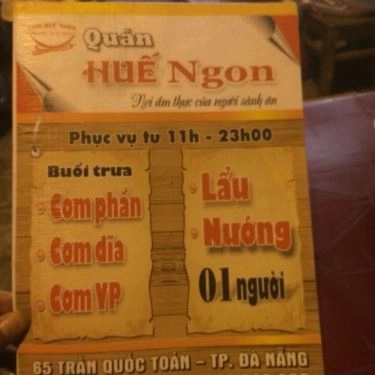 Quán
HUẾ Ngon
Nơi ẩm thực của người sành ăn
Phục vụ từ 11h - 23h00
Buổi trưa
Cơm phần
Cơm dĩa
Cơm VP
Lẩu
Nướng
01 người
65 TRẦN QUỐC TOẢN - TP. ĐÀ NẴNG